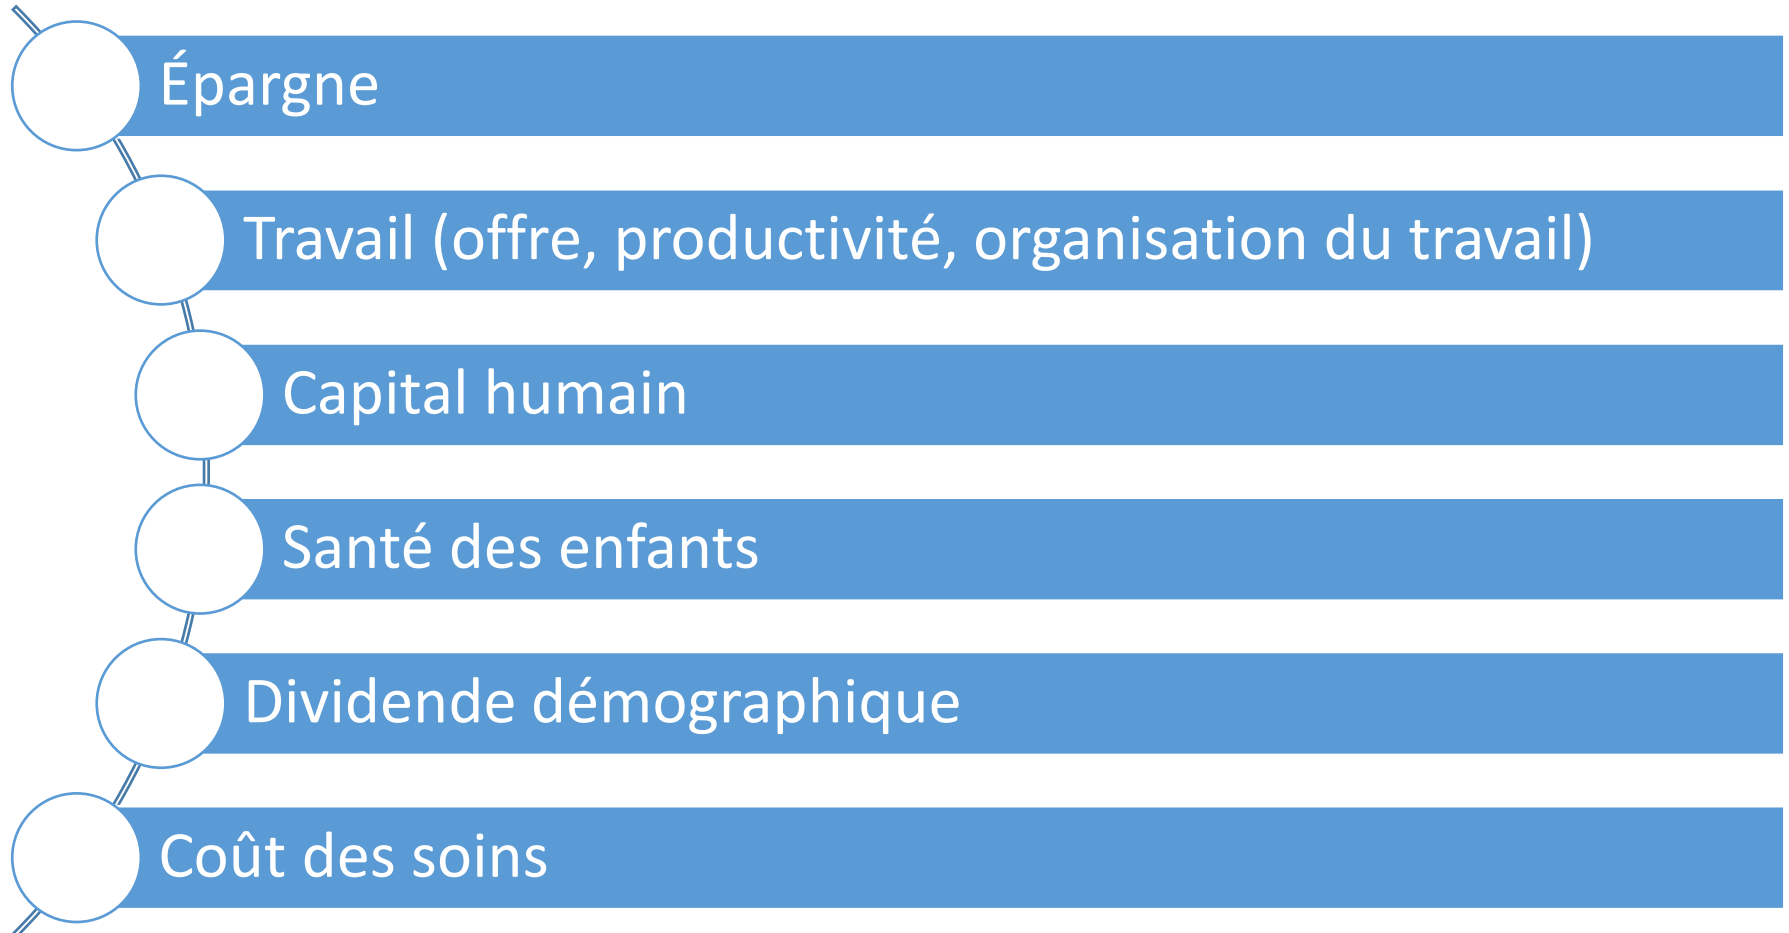 Épargne
Travail (offre, productivité, organisation du travail)
Capital humain
Santé des enfants
Dividende démographique
Coût des soins